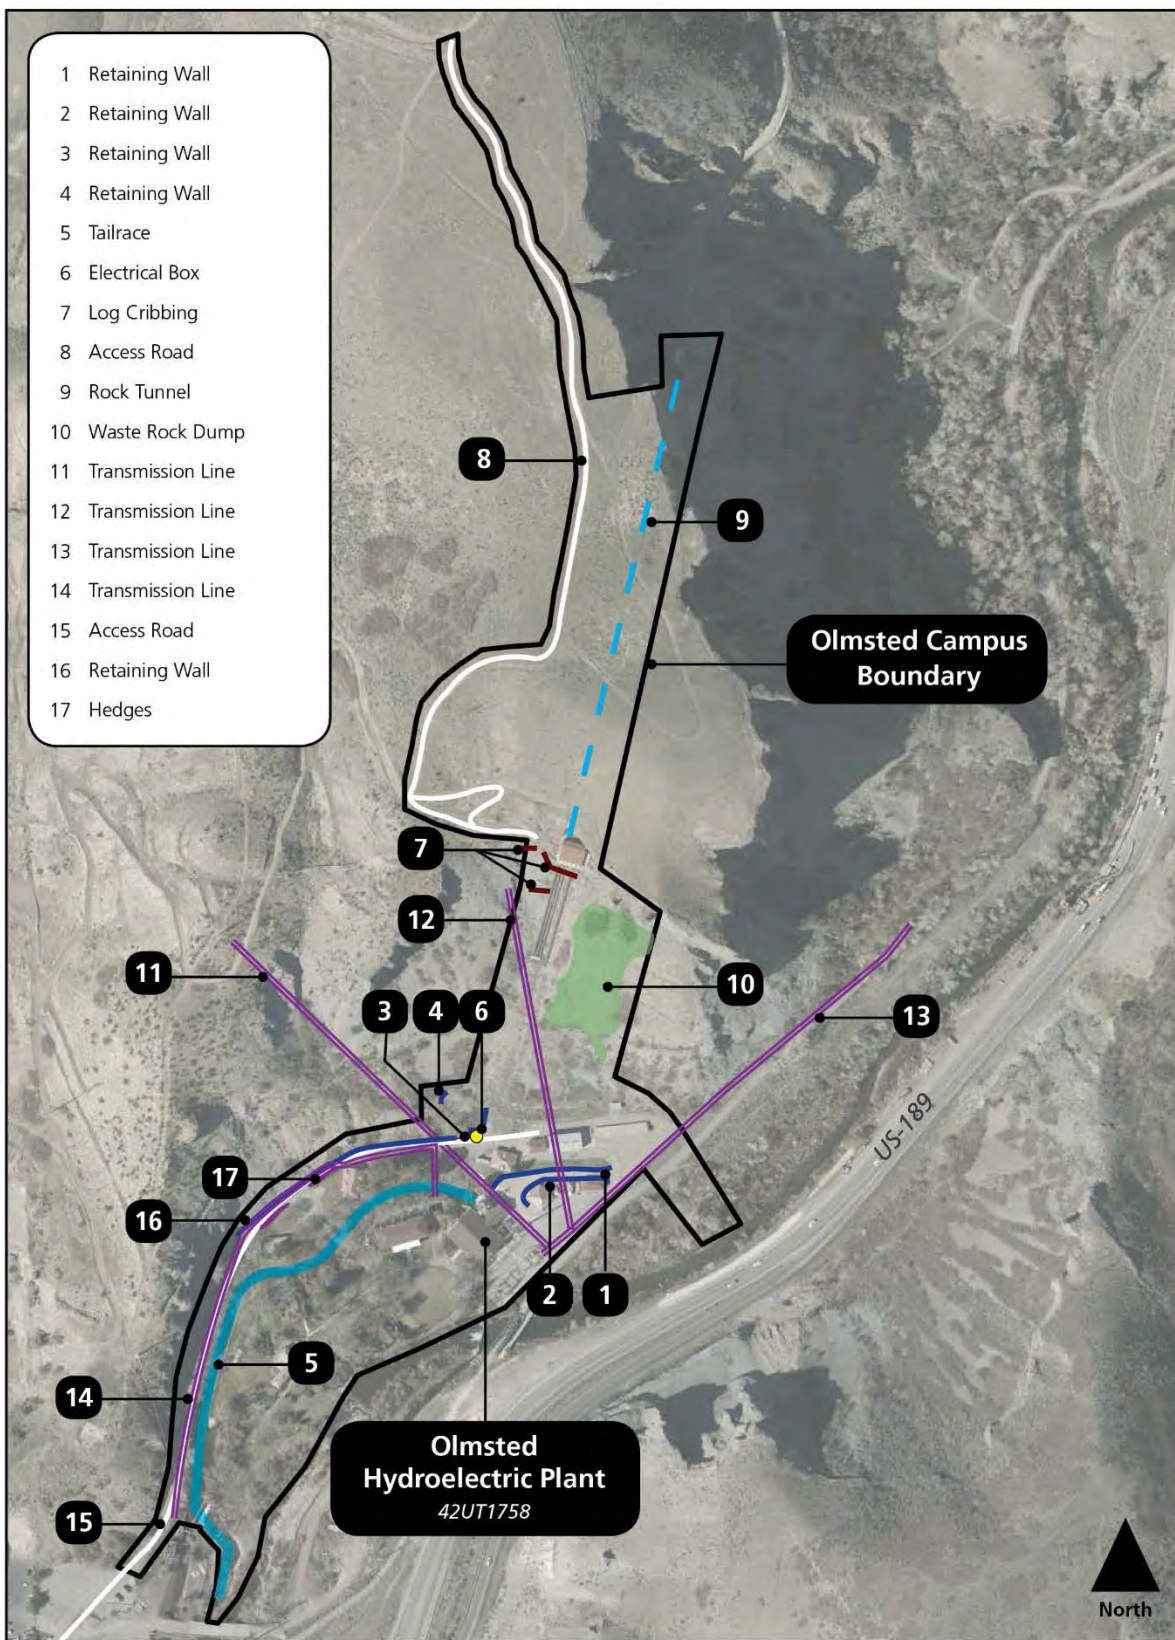 1 Retaining Wall
2 Retaining Wall
3 Retaining Wall
4 Retaining Wall
5 Tailrace
6 Electrical Box
7 Log Cribbing
8 Access Road
9 Rock Tunnel
10 Waste Rock Dump
11 Transmission Line
12 Transmission Line
13 Transmission Line
14 Transmission Line
15 Access Road
16 Retaining Wall
17 Hedges
8
9
Olmsted Campus
Boundary
7
12
11
10
3
4
6
13
US-189
17
16
2
1
5
14
Olmsted
Hydroelectric Plant
42UT1758
15
North